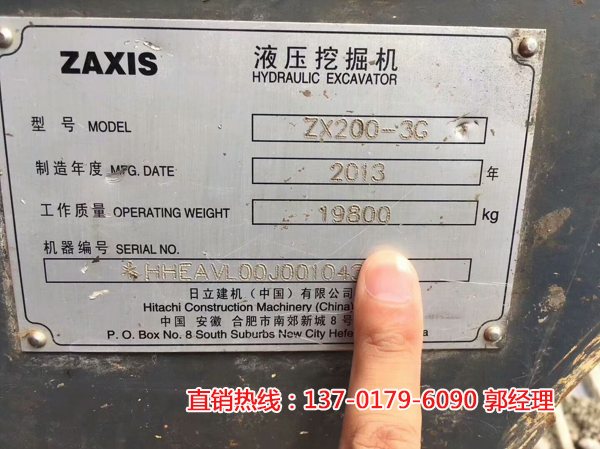 ZAXIS
液压挖掘机
HYDRAULIC EXCAVATOR
型号 MODEL ZX200-3G
制造年度 MFG. DATE 2013 年
工作质量 OPERATING WEIGHT 19800 kg
机器编号 SERIAL NO.
*HHEAVL00J00104
日立建机（中国）有限公司
Hitachi Construction Machinery (China)
中国 安徽 合肥市南郊新城8号
P. O. Box No. 8 South Suburbs New City
直销热线：137-0179-6090 郭经理